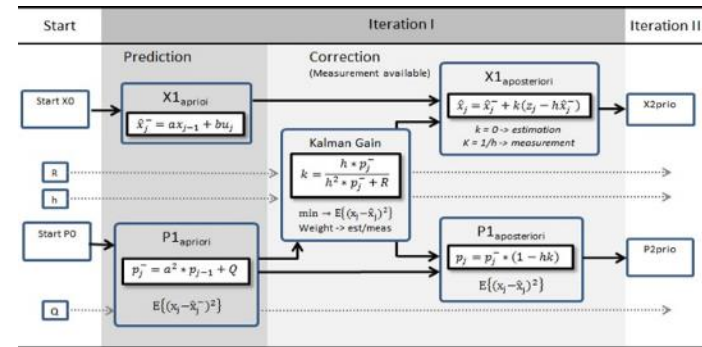 Start
Iteration I
Iteration II
Prediction
Correction
(Measurement available)
Start X0
X1aprioi
x̂ⱼ⁻ = axⱼ₋₁ + buⱼ
X1aposteriori
x̂ⱼ = x̂ⱼ⁻ + k(zⱼ − hx̂ⱼ⁻)
k = 0 -> estimation
K = 1/h -> measurement
X2prio
Kalman Gain
k = h * pⱼ⁻ / h² * pⱼ⁻ + R
min → E{(xⱼ−x̂ⱼ)²}
Weight -> est/meas
R
h
Start P0
P1apriori
pⱼ⁻ = a² * pⱼ₋₁ + Q
E{(xⱼ−x̂ⱼ⁻)²}
P1aposteriori
pⱼ = pⱼ⁻ * (1 − hk)
E{(xⱼ−x̂ⱼ)²}
P2prio
Q